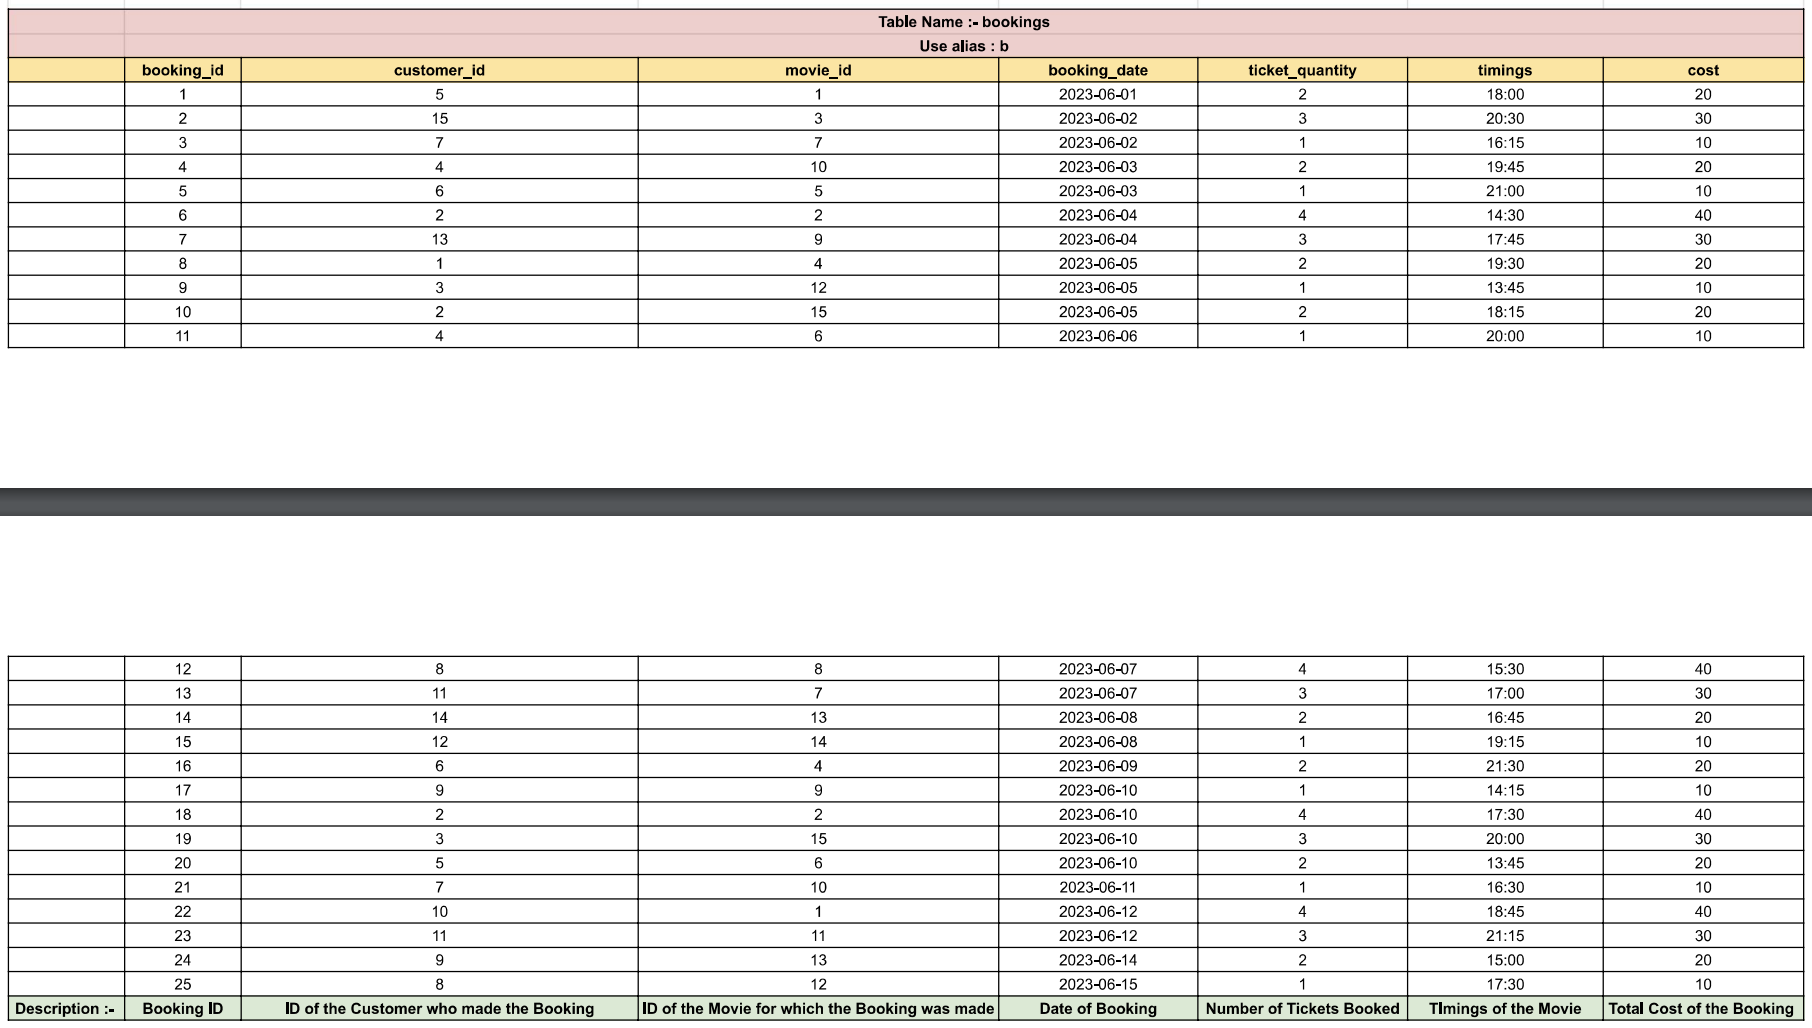 Table Name :- bookings
Use alias : b
booking_id customer_id movie_id booking_date ticket_quantity timings cost
1 5 1 2023-06-01 2 18:00 20
2 15 3 2023-06-02 3 20:30 30
3 7 7 2023-06-02 1 16:15 10
4 4 10 2023-06-03 2 19:45 20
5 6 5 2023-06-03 1 21:00 10
6 2 2 2023-06-04 4 14:30 40
7 13 9 2023-06-04 3 17:45 30
8 1 4 2023-06-05 2 19:30 20
9 3 12 2023-06-05 1 13:45 10
10 2 15 2023-06-05 2 18:15 20
11 4 6 2023-06-06 1 20:00 10
12 8 8 2023-06-07 4 15:30 40
13 11 7 2023-06-07 3 17:00 30
14 14 13 2023-06-08 2 16:45 20
15 12 14 2023-06-08 1 19:15 10
16 6 4 2023-06-09 2 21:30 20
17 9 9 2023-06-10 1 14:15 10
18 2 2 2023-06-10 4 17:30 40
19 3 15 2023-06-10 3 20:00 30
20 5 6 2023-06-10 2 13:45 20
21 7 10 2023-06-11 1 16:30 10
22 10 1 2023-06-12 4 18:45 40
23 11 11 2023-06-12 3 21:15 30
24 9 13 2023-06-14 2 15:00 20
25 8 12 2023-06-15 1 17:30 10
Description :- Booking ID ID of the Customer who made the Booking ID of the Movie for which the Booking was made Date of Booking Number of Tickets Booked TImings of the Movie Total Cost of the Booking